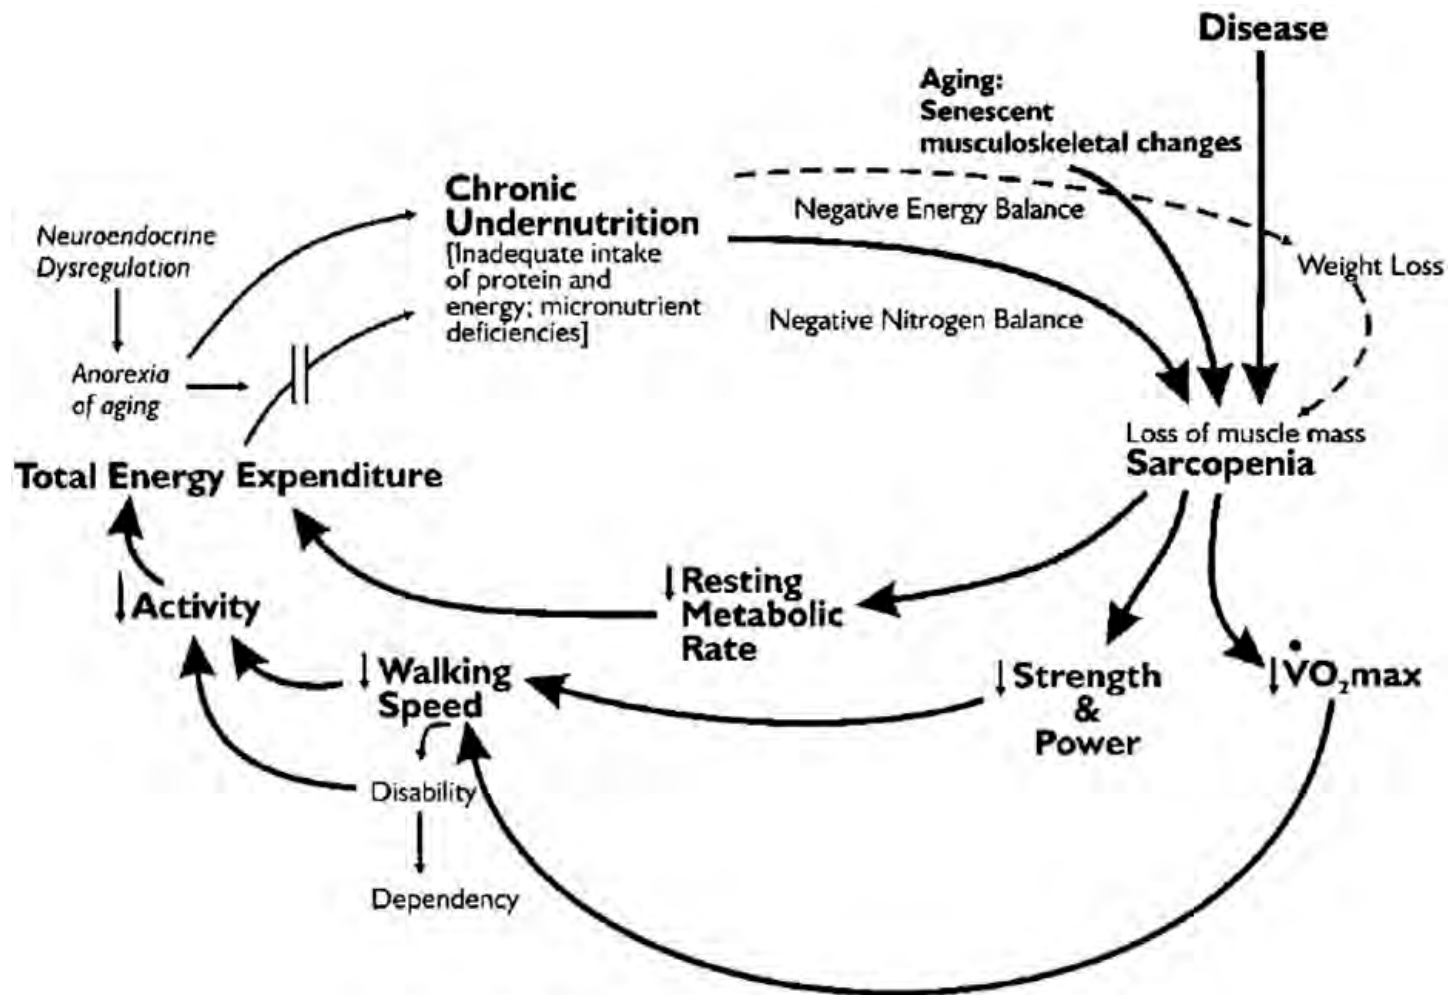 Disease
Aging:
Senescent
musculoskeletal changes
Chronic
Undernutrition
[Inadequate intake
of protein and
energy; micronutrient
deficiencies]
Negative Energy Balance
Weight Loss
Negative Nitrogen Balance
Neuroendocrine
Dysregulation
Anorexia
of aging
Loss of muscle mass
Sarcopenia
Total Energy Expenditure
↓ Resting
Metabolic
Rate
↓ Activity
↓ Walking
Speed
↓ Strength
&
Power
↓ V̇O₂max
Disability
Dependency